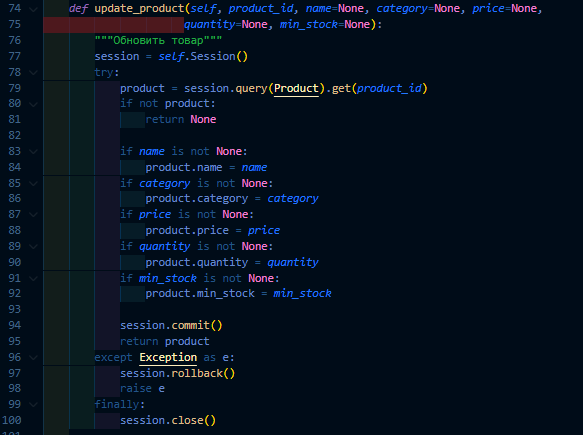 74 def update_product(self, product_id, name=None, category=None, price=None,
75 quantity=None, min_stock=None):
76 """Обновить товар"""
77 session = self.Session()
78 try:
79 product = session.query(Product).get(product_id)
80 if not product:
81 return None
82
83 if name is not None:
84 product.name = name
85 if category is not None:
86 product.category = category
87 if price is not None:
88 product.price = price
89 if quantity is not None:
90 product.quantity = quantity
91 if min_stock is not None:
92 product.min_stock = min_stock
93
94 session.commit()
95 return product
96 except Exception as e:
97 session.rollback()
98 raise e
99 finally:
100 session.close()